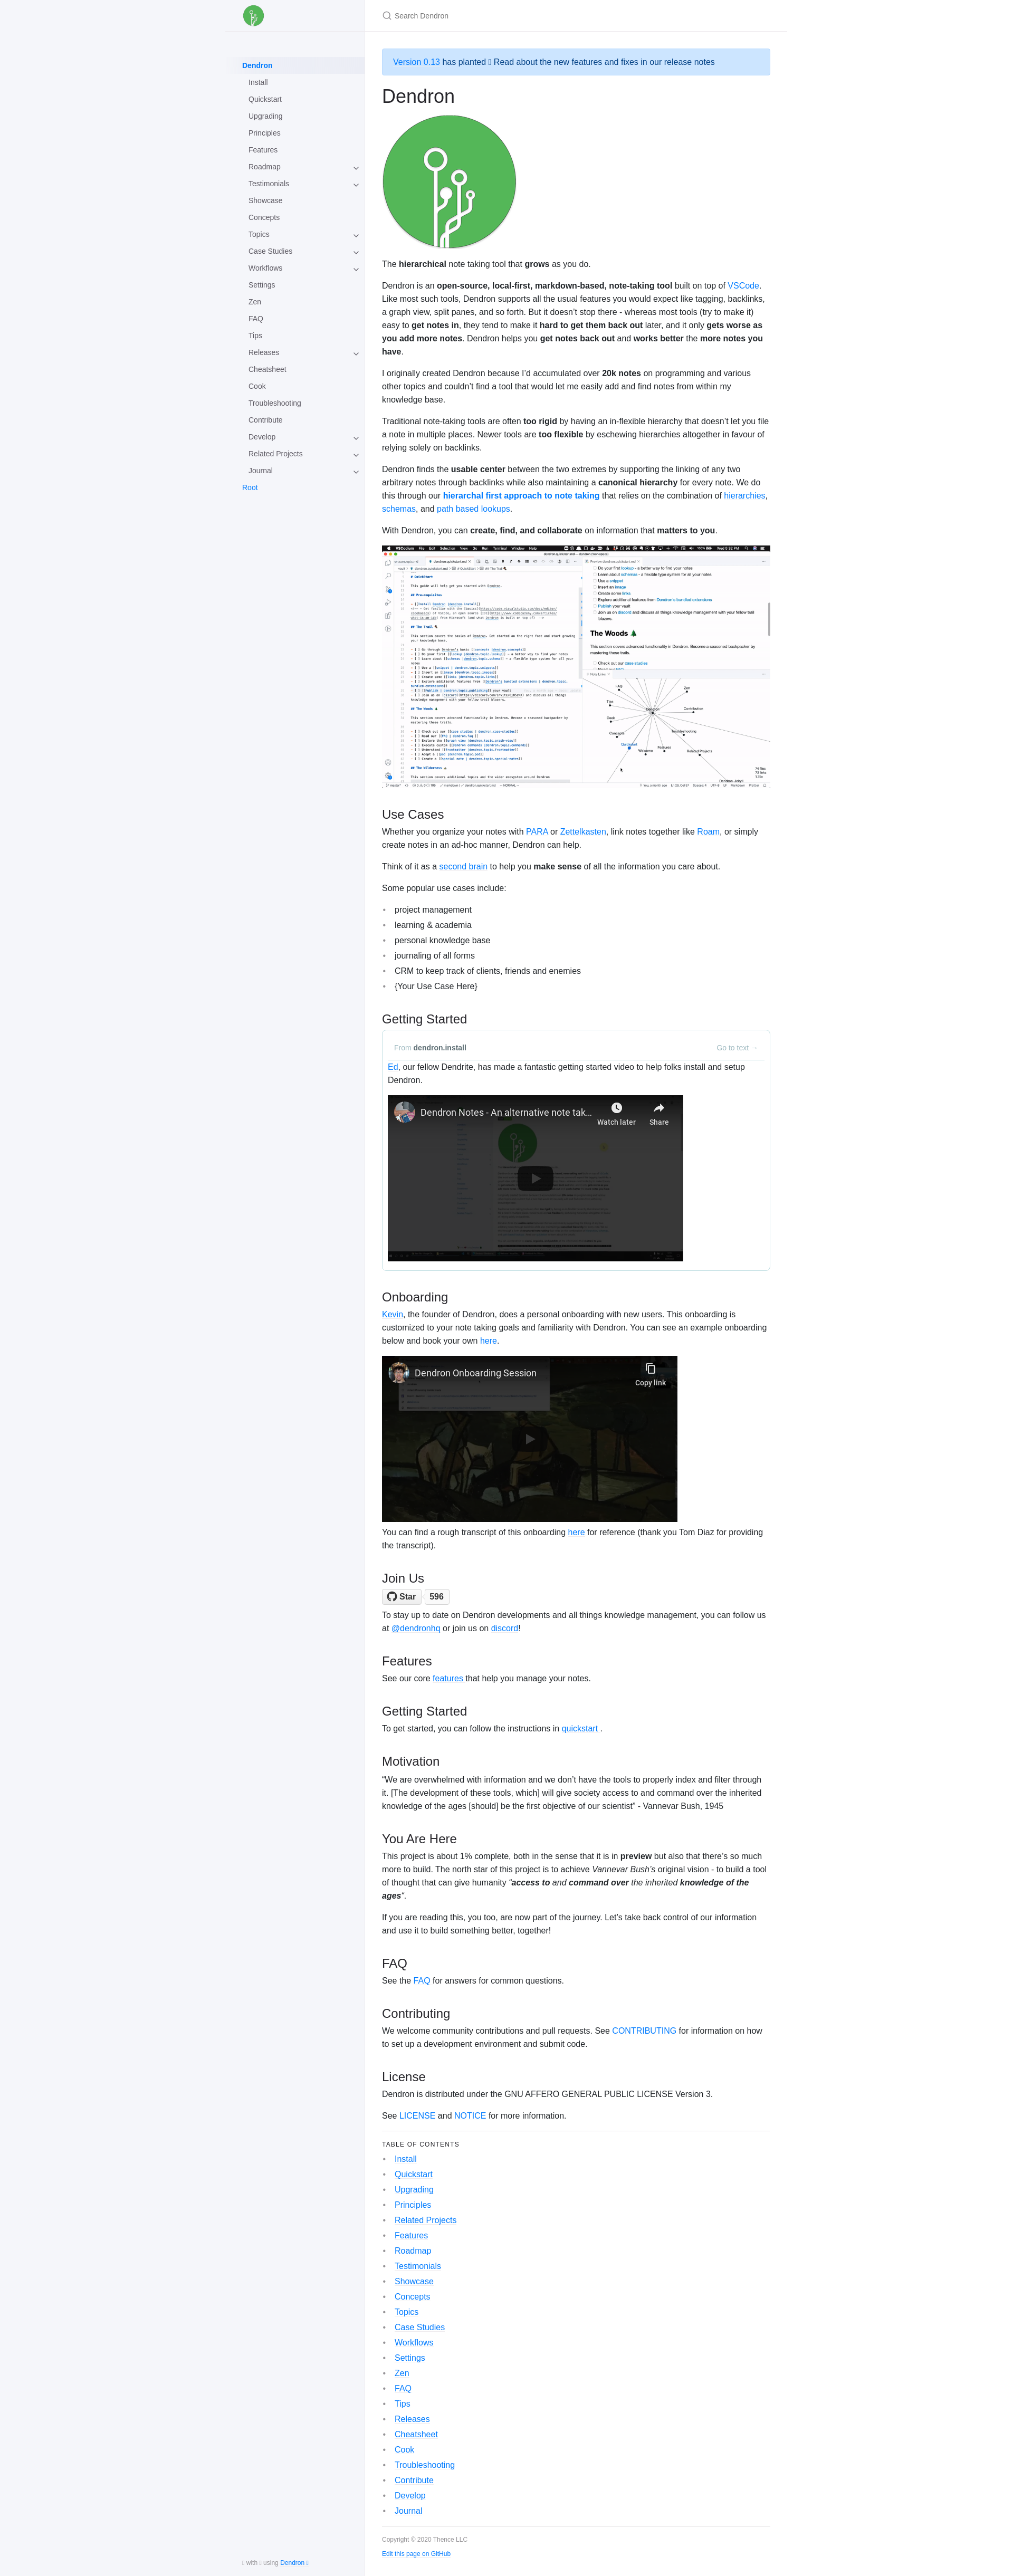 Search Dendron
Dendron
Install
Quickstart
Upgrading
Principles
Features
Roadmap
Testimonials
Showcase
Concepts
Topics
Case Studies
Workflows
Settings
Zen
FAQ
Tips
Releases
Cheatsheet
Cook
Troubleshooting
Contribute
Develop
Related Projects
Journal
Root
with using Dendron
Version 0.13 has planted Read about the new features and fixes in our release notes
Dendron
The hierarchical note taking tool that grows as you do.
Dendron is an open-source, local-first, markdown-based, note-taking tool built on top of VSCode.
Like most such tools, Dendron supports all the usual features you would expect like tagging, backlinks,
a graph view, split panes, and so forth. But it doesn’t stop there - whereas most tools (try to make it)
easy to get notes in, they tend to make it hard to get them back out later, and it only gets worse as
you add more notes. Dendron helps you get notes back out and works better the more notes you
have.
I originally created Dendron because I’d accumulated over 20k notes on programming and various
other topics and couldn’t find a tool that would let me easily add and find notes from within my
knowledge base.
Traditional note-taking tools are often too rigid by having an in-flexible hierarchy that doesn’t let you file
a note in multiple places. Newer tools are too flexible by eschewing hierarchies altogether in favour of
relying solely on backlinks.
Dendron finds the usable center between the two extremes by supporting the linking of any two
arbitrary notes through backlinks while also maintaining a canonical hierarchy for every note. We do
this through our hierarchal first approach to note taking that relies on the combination of hierarchies,
schemas, and path based lookups.
With Dendron, you can create, find, and collaborate on information that matters to you.
The Woods
Use Cases
Whether you organize your notes with PARA or Zettelkasten, link notes together like Roam, or simply
create notes in an ad-hoc manner, Dendron can help.
Think of it as a second brain to help you make sense of all the information you care about.
Some popular use cases include:
project management
learning & academia
personal knowledge base
journaling of all forms
CRM to keep track of clients, friends and enemies
{Your Use Case Here}
Getting Started
From dendron.install
Go to text →
Ed, our fellow Dendrite, has made a fantastic getting started video to help folks install and setup
Dendron.
Dendron Notes - An alternative note tak...
Watch later
Share
Onboarding
Kevin, the founder of Dendron, does a personal onboarding with new users. This onboarding is
customized to your note taking goals and familiarity with Dendron. You can see an example onboarding
below and book your own here.
Dendron Onboarding Session
Copy link
You can find a rough transcript of this onboarding here for reference (thank you Tom Diaz for providing
the transcript).
Join Us
Star 596
To stay up to date on Dendron developments and all things knowledge management, you can follow us
at @dendronhq or join us on discord!
Features
See our core features that help you manage your notes.
Getting Started
To get started, you can follow the instructions in quickstart .
Motivation
“We are overwhelmed with information and we don’t have the tools to properly index and filter through
it. [The development of these tools, which] will give society access to and command over the inherited
knowledge of the ages [should] be the first objective of our scientist” - Vannevar Bush, 1945
You Are Here
This project is about 1% complete, both in the sense that it is in preview but also that there’s so much
more to build. The north star of this project is to achieve Vannevar Bush’s original vision - to build a tool
of thought that can give humanity “access to and command over the inherited knowledge of the
ages”.
If you are reading this, you too, are now part of the journey. Let’s take back control of our information
and use it to build something better, together!
FAQ
See the FAQ for answers for common questions.
Contributing
We welcome community contributions and pull requests. See CONTRIBUTING for information on how
to set up a development environment and submit code.
License
Dendron is distributed under the GNU AFFERO GENERAL PUBLIC LICENSE Version 3.
See LICENSE and NOTICE for more information.
TABLE OF CONTENTS
Install
Quickstart
Upgrading
Principles
Related Projects
Features
Roadmap
Testimonials
Showcase
Concepts
Topics
Case Studies
Workflows
Settings
Zen
FAQ
Tips
Releases
Cheatsheet
Cook
Troubleshooting
Contribute
Develop
Journal
Copyright © 2020 Thence LLC
Edit this page on GitHub